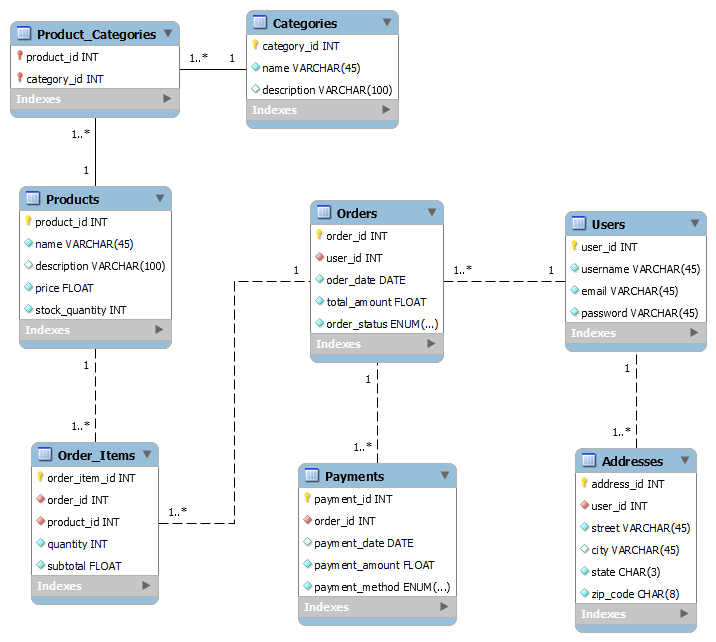 Product_Categories
product_id INT
category_id INT
Indexes
1..*
1
Categories
category_id INT
name VARCHAR(45)
description VARCHAR(100)
Indexes
1..*
1
Products
product_id INT
name VARCHAR(45)
description VARCHAR(100)
price FLOAT
stock_quantity INT
Indexes
1
1..*
Orders
order_id INT
user_id INT
oder_date DATE
total_amount FLOAT
order_status ENUM(...)
Indexes
1
1..*
1
Users
user_id INT
username VARCHAR(45)
email VARCHAR(45)
password VARCHAR(45)
Indexes
1
1..*
Order_Items
order_item_id INT
order_id INT
product_id INT
quantity INT
subtotal FLOAT
Indexes
1..*
1
1..*
Payments
payment_id INT
order_id INT
payment_date DATE
payment_amount FLOAT
payment_method ENUM(...)
Indexes
Addresses
address_id INT
user_id INT
street VARCHAR(45)
city VARCHAR(45)
state CHAR(3)
zip_code CHAR(8)
Indexes